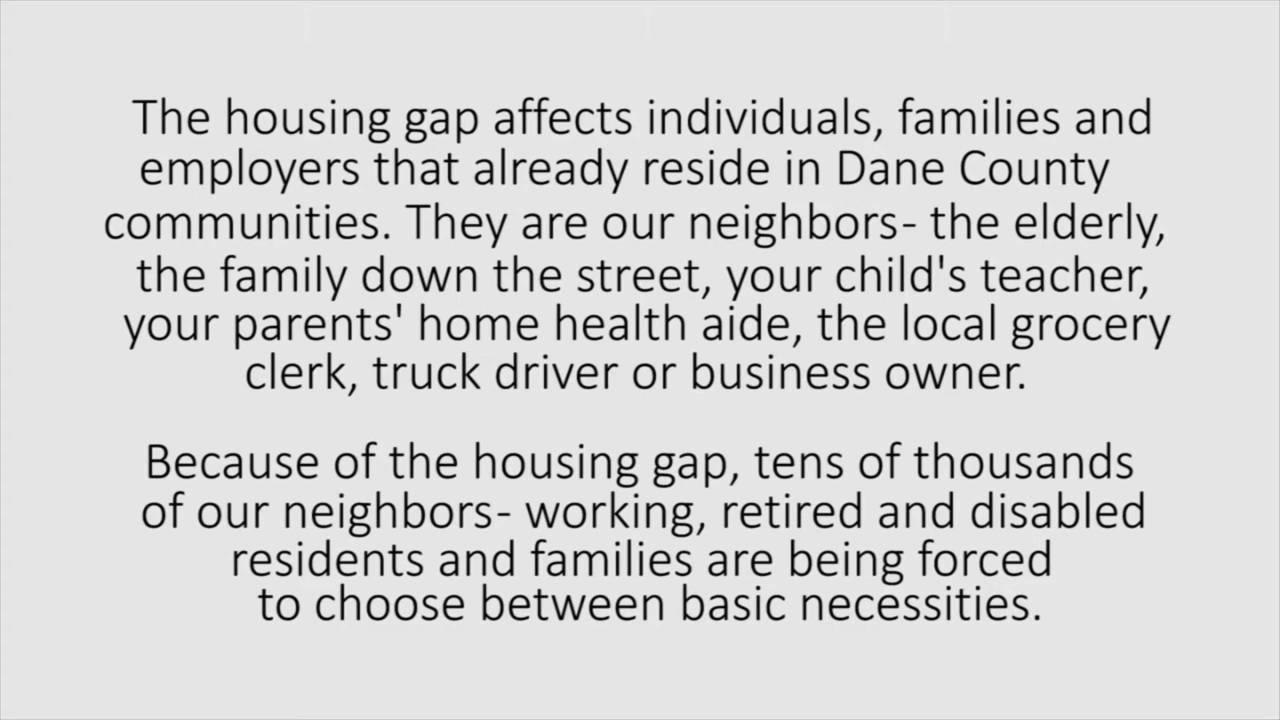 The housing gap affects individuals, families and
employers that already reside in Dane County
communities. They are our neighbors- the elderly,
the family down the street, your child's teacher,
your parents' home health aide, the local grocery
clerk, truck driver or business owner.
Because of the housing gap, tens of thousands
of our neighbors- working, retired and disabled
residents and families are being forced
to choose between basic necessities.